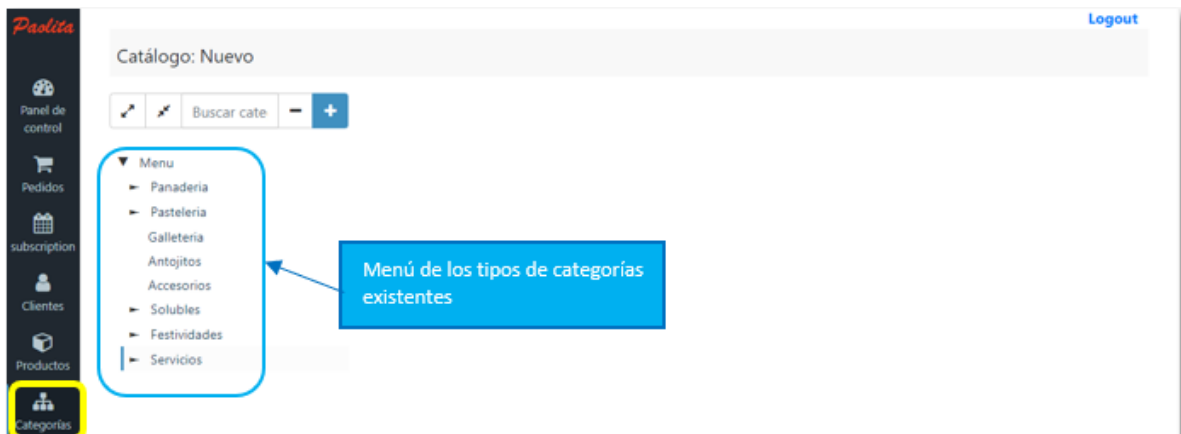 Paolita
Logout
Catálogo: Nuevo
Panel de
control
Buscar cate
Pedidos
subscription
Clientes
Productos
Categorías
Menu
Panaderia
Pasteleria
Galleteria
Antojitos
Accesorios
Solubles
Festividades
Servicios
Menú de los tipos de categorías
existentes